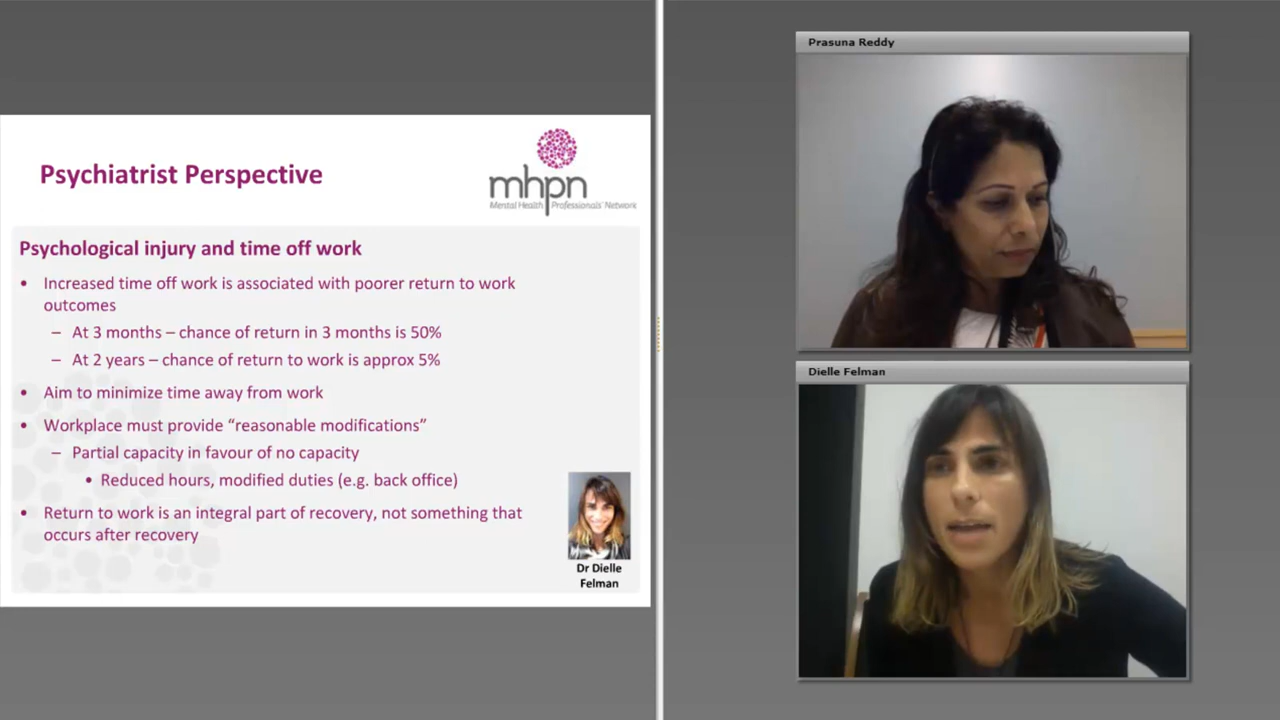 Psychiatrist Perspective
mhpn
Mental Health Professionals' Network
Psychological injury and time off work
• Increased time off work is associated with poorer return to work
outcomes
– At 3 months – chance of return in 3 months is 50%
– At 2 years – chance of return to work is approx 5%
• Aim to minimize time away from work
• Workplace must provide “reasonable modifications”
– Partial capacity in favour of no capacity
• Reduced hours, modified duties (e.g. back office)
• Return to work is an integral part of recovery, not something that
occurs after recovery
Dr Dielle
Felman
Prasuna Reddy
Dielle Felman